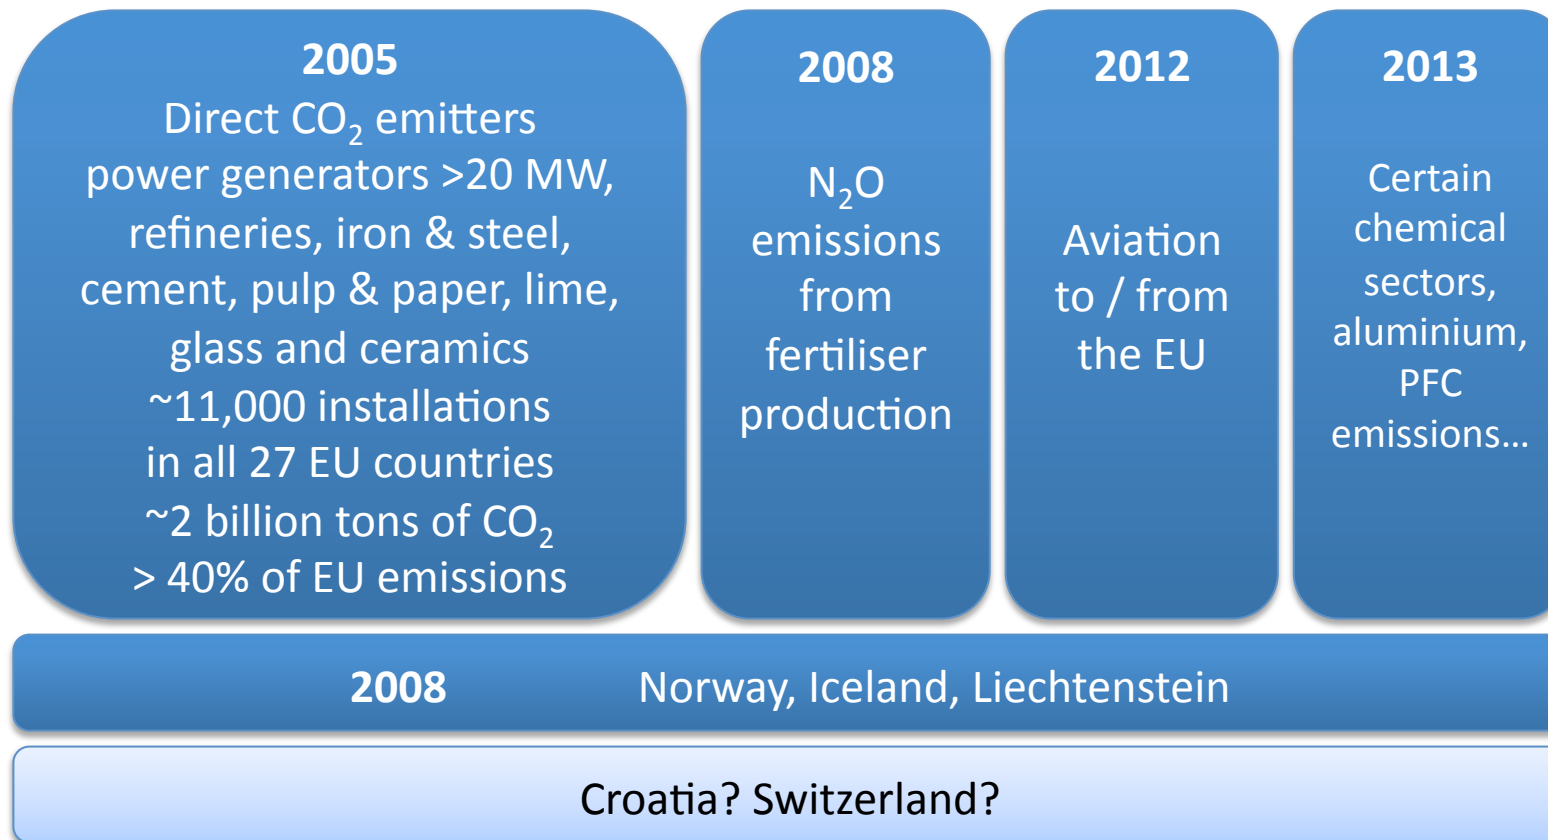 2005
Direct CO₂ emitters
power generators >20 MW,
refineries, iron & steel,
cement, pulp & paper, lime,
glass and ceramics
~11,000 installations
in all 27 EU countries
~2 billion tons of CO₂
> 40% of EU emissions
2008
N₂O
emissions
from
fertiliser
production
2012
Aviation
to / from
the EU
2013
Certain
chemical
sectors,
aluminium,
PFC
emissions...
2008 Norway, Iceland, Liechtenstein
Croatia? Switzerland?